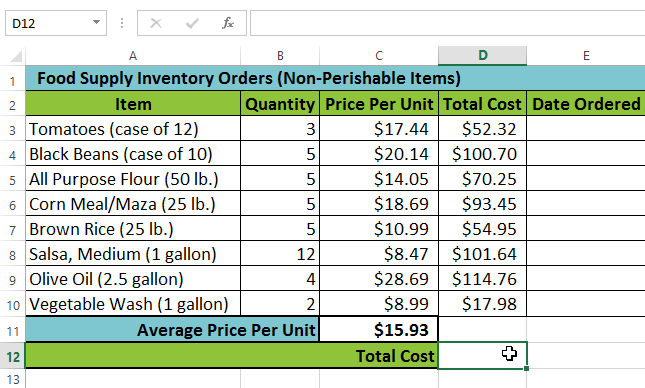 D12 fx
A B C D E
1 Food Supply Inventory Orders (Non-Perishable Items)
2 Item Quantity Price Per Unit Total Cost Date Ordered
3 Tomatoes (case of 12) 3 $17.44 $52.32
4 Black Beans (case of 10) 5 $20.14 $100.70
5 All Purpose Flour (50 lb.) 5 $14.05 $70.25
6 Corn Meal/Maza (25 lb.) 5 $18.69 $93.45
7 Brown Rice (25 lb.) 5 $10.99 $54.95
8 Salsa, Medium (1 gallon) 12 $8.47 $101.64
9 Olive Oil (2.5 gallon) 4 $28.69 $114.76
10 Vegetable Wash (1 gallon) 2 $8.99 $17.98
11 Average Price Per Unit $15.93
12 Total Cost
13